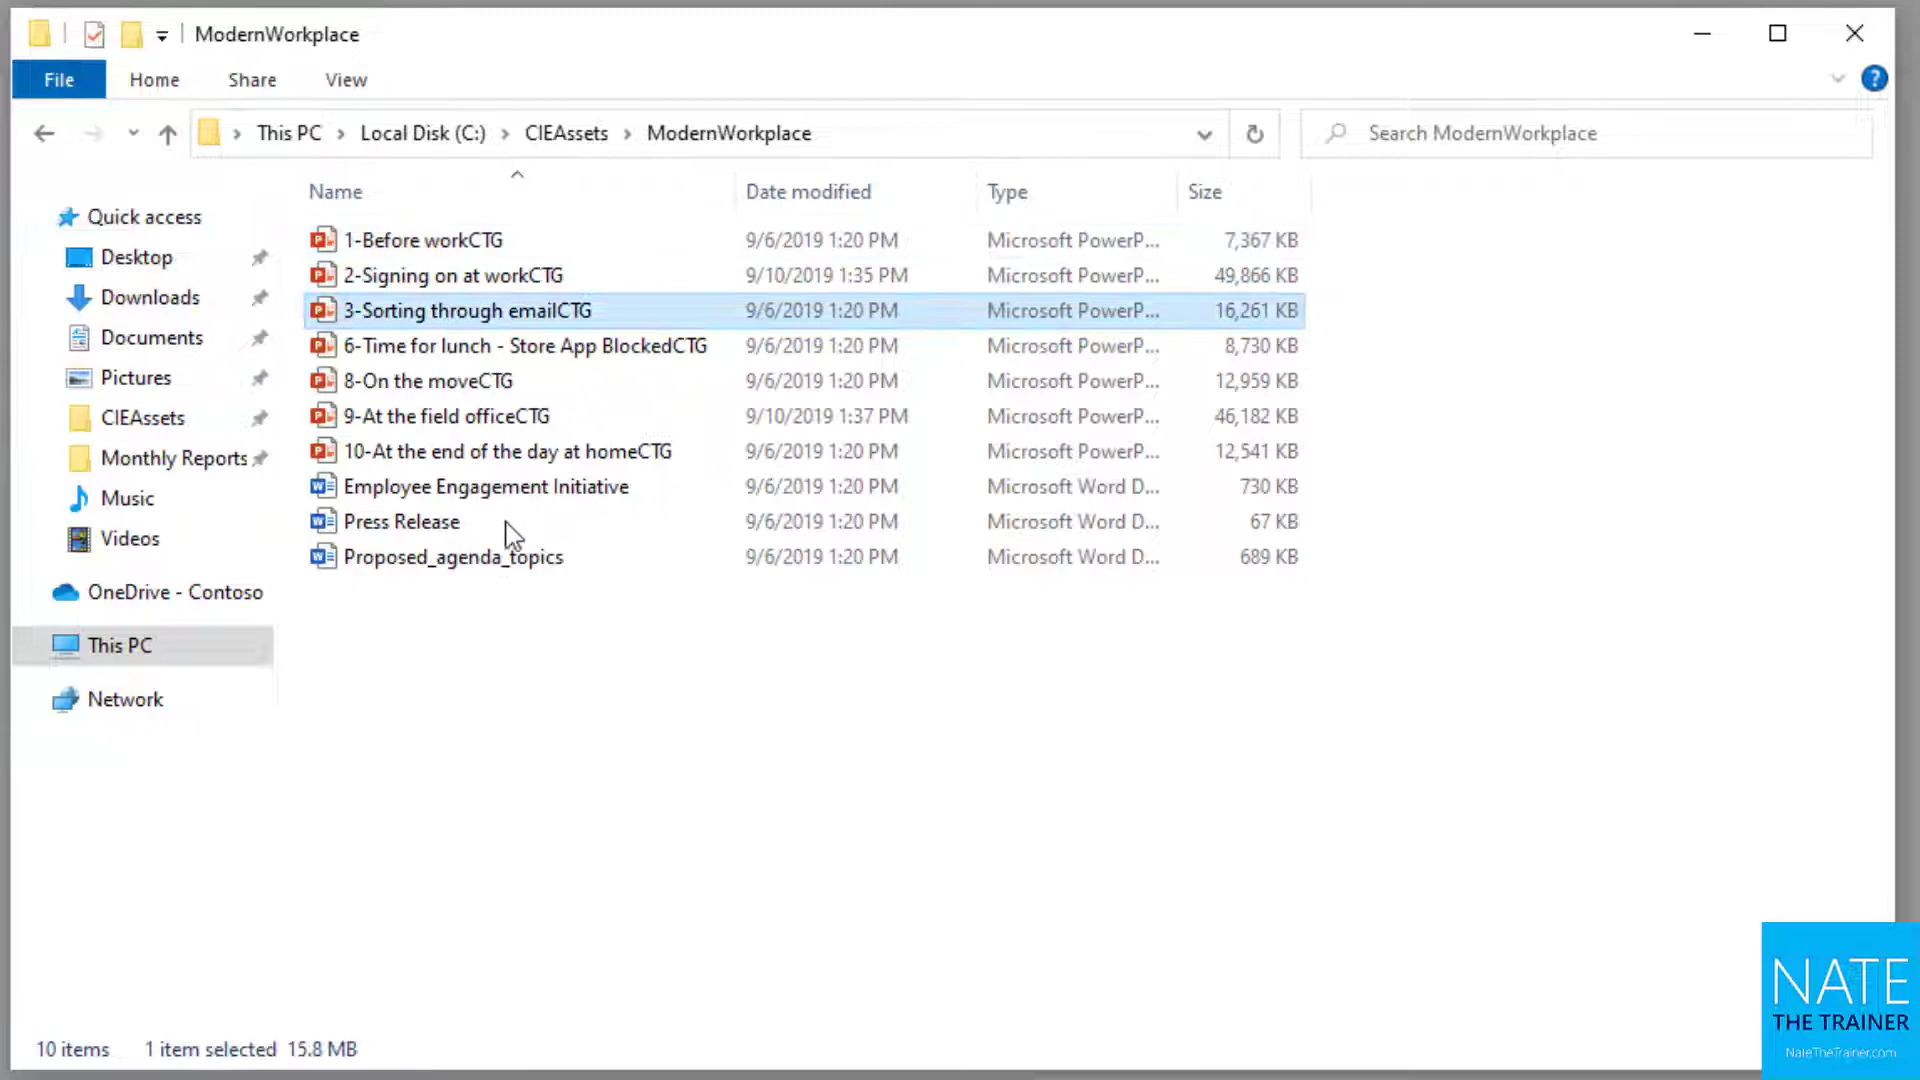 ModernWorkplace
File Home Share View
?
This PC > Local Disk (C:) > CIEAssets > ModernWorkplace
Search ModernWorkplace
Name Date modified Type Size
Quick access
Desktop
Downloads
Documents
Pictures
CIEAssets
Monthly Reports
Music
Videos
OneDrive - Contoso
This PC
Network
1-Before workCTG 9/6/2019 1:20 PM Microsoft PowerP... 7,367 KB
2-Signing on at workCTG 9/10/2019 1:35 PM Microsoft PowerP... 49,866 KB
3-Sorting through emailCTG 9/6/2019 1:20 PM Microsoft PowerP... 16,261 KB
6-Time for lunch - Store App BlockedCTG 9/6/2019 1:20 PM Microsoft PowerP... 8,730 KB
8-On the moveCTG 9/6/2019 1:20 PM Microsoft PowerP... 12,959 KB
9-At the field officeCTG 9/10/2019 1:37 PM Microsoft PowerP... 46,182 KB
10-At the end of the day at homeCTG 9/6/2019 1:20 PM Microsoft PowerP... 12,541 KB
Employee Engagement Initiative 9/6/2019 1:20 PM Microsoft Word D... 730 KB
Press Release 9/6/2019 1:20 PM Microsoft Word D... 67 KB
Proposed_agenda_topics 9/6/2019 1:20 PM Microsoft Word D... 689 KB
10 items 1 item selected 15.8 MB
NATE
THE TRAINER
NateTheTrainer.com